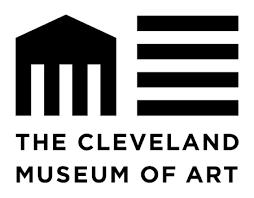 THE CLEVELAND
MUSEUM OF ART